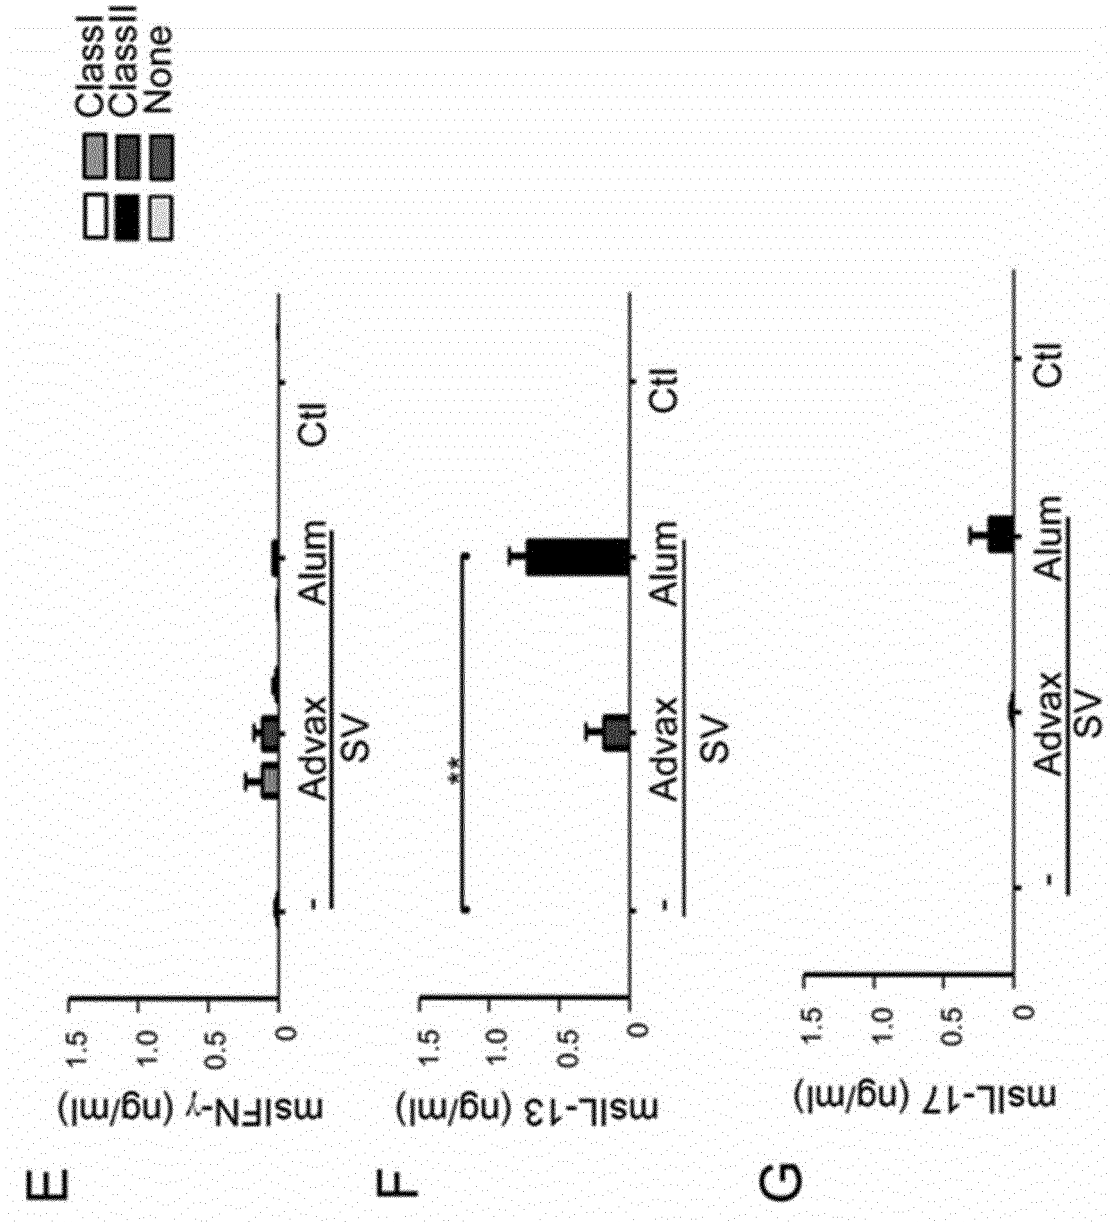 ClassI
ClassII
None
E
msIFN-γ (ng/ml)
1.5
1.0
0.5
0
- Advax Alum Ctl
SV
F
msIL-13 (ng/ml)
1.5
1.0
0.5
0
**
- Advax Alum Ctl
SV
G
msIL-17 (ng/ml)
1.5
1.0
0.5
0
- Advax Alum Ctl
SV